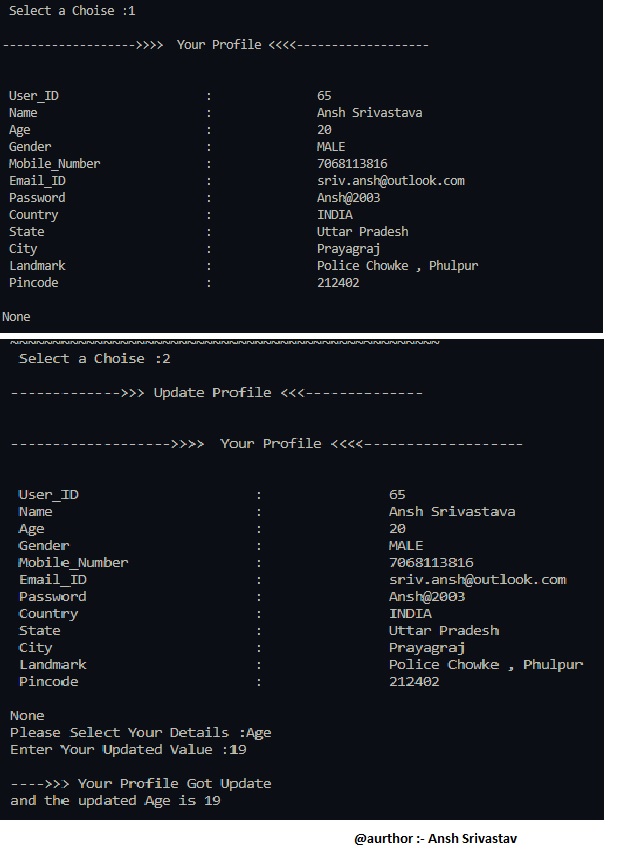 Select a Choise :1
------------------->>>>  Your Profile <<<<-------------------
User_ID : 65
Name : Ansh Srivastava
Age : 20
Gender : MALE
Mobile_Number : 7068113816
Email_ID : sriv.ansh@outlook.com
Password : Ansh@2003
Country : INDIA
State : Uttar Pradesh
City : Prayagraj
Landmark : Police Chowke , Phulpur
Pincode : 212402
None
Select a Choise :2
------------->>> Update Profile <<<--------------
------------------->>>>  Your Profile <<<<-------------------
User_ID : 65
Name : Ansh Srivastava
Age : 20
Gender : MALE
Mobile_Number : 7068113816
Email_ID : sriv.ansh@outlook.com
Password : Ansh@2003
Country : INDIA
State : Uttar Pradesh
City : Prayagraj
Landmark : Police Chowke , Phulpur
Pincode : 212402
None
Please Select Your Details :Age
Enter Your Updated Value :19
---->>> Your Profile Got Update
and the updated Age is 19
@aurthor :- Ansh Srivastav